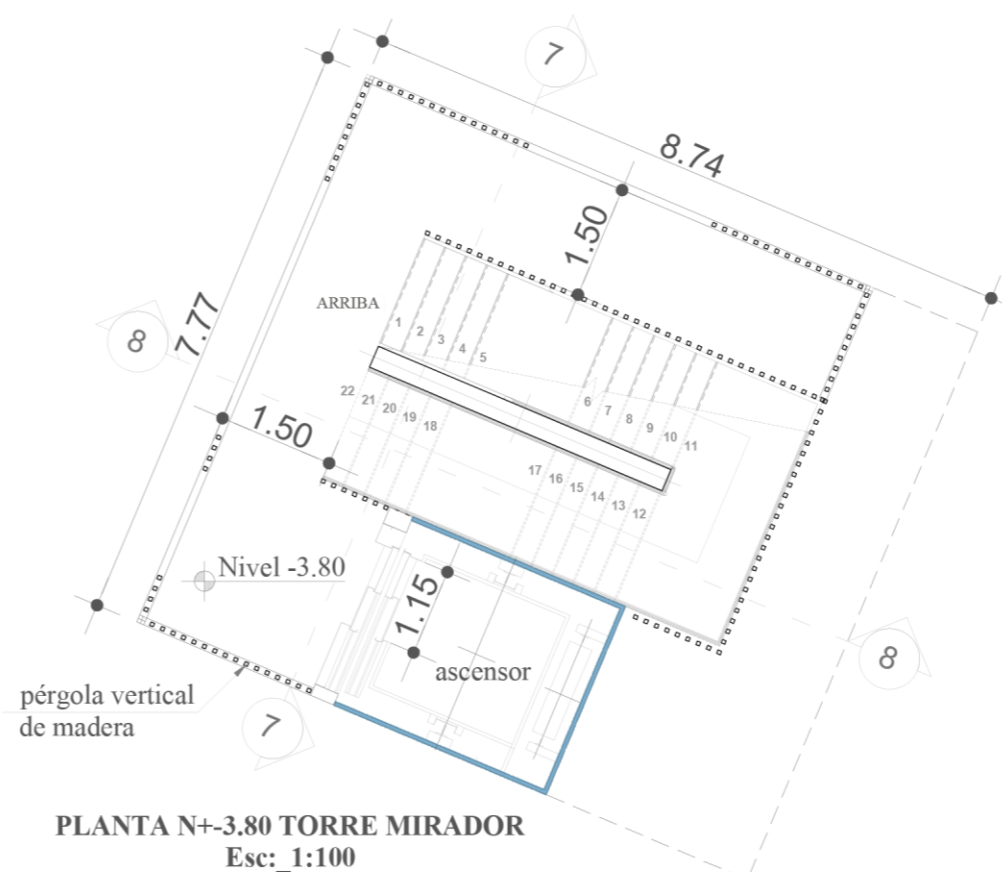 7
8.74
1.50
ARRIBA
7.77
8
1 2 3 4 5
6 7 8 9 10 11
22 21 20 19 18
17 16 15 14 13 12
1.50
Nivel -3.80
1.15
ascensor
8
pérgola vertical
de madera
7
PLANTA N+-3.80 TORRE MIRADOR
Esc:_1:100